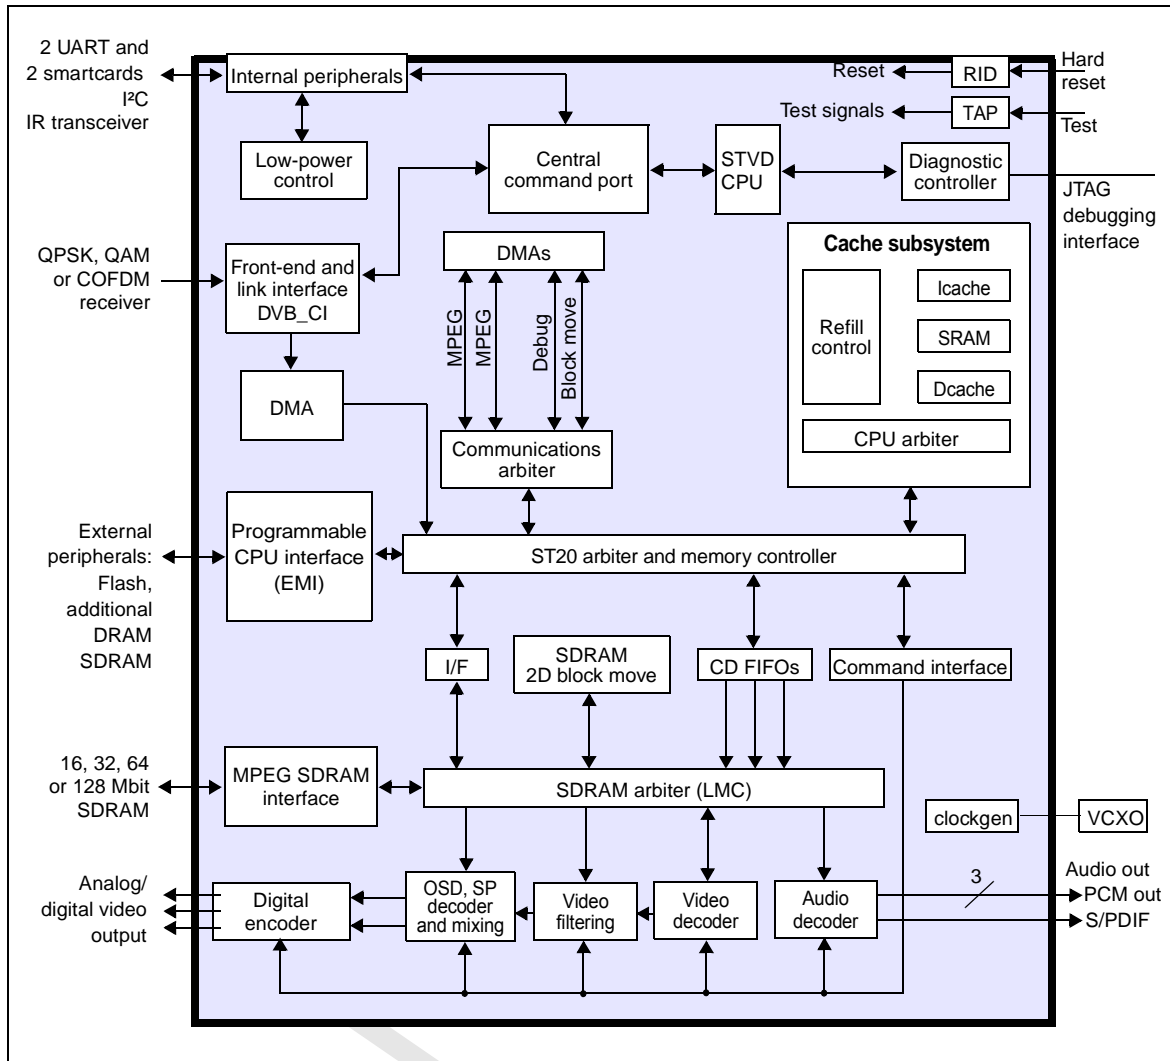 2 UART and
2 smartcards
I²C
IR transceiver
Internal peripherals
Low-power
control
Central
command port
STVD
CPU
Reset
RID
Hard
reset
Test signals
TAP
Test
Diagnostic
controller
JTAG
debugging
interface
QPSK, QAM
or COFDM
receiver
Front-end and
link interface
DVB_CI
DMA
DMAs
MPEG
MPEG
Debug
Block move
Communications
arbiter
Cache subsystem
Refill
control
Icache
SRAM
Dcache
CPU arbiter
External
peripherals:
Flash,
additional
DRAM
SDRAM
Programmable
CPU interface
(EMI)
ST20 arbiter and memory controller
I/F
SDRAM
2D block move
CD FIFOs
Command interface
16, 32, 64
or 128 Mbit
SDRAM
MPEG SDRAM
interface
SDRAM arbiter (LMC)
clockgen
VCXO
Analog/
digital video
output
Digital
encoder
OSD, SP
decoder
and mixing
Video
filtering
Video
decoder
Audio
decoder
3
Audio out
PCM out
S/PDIF